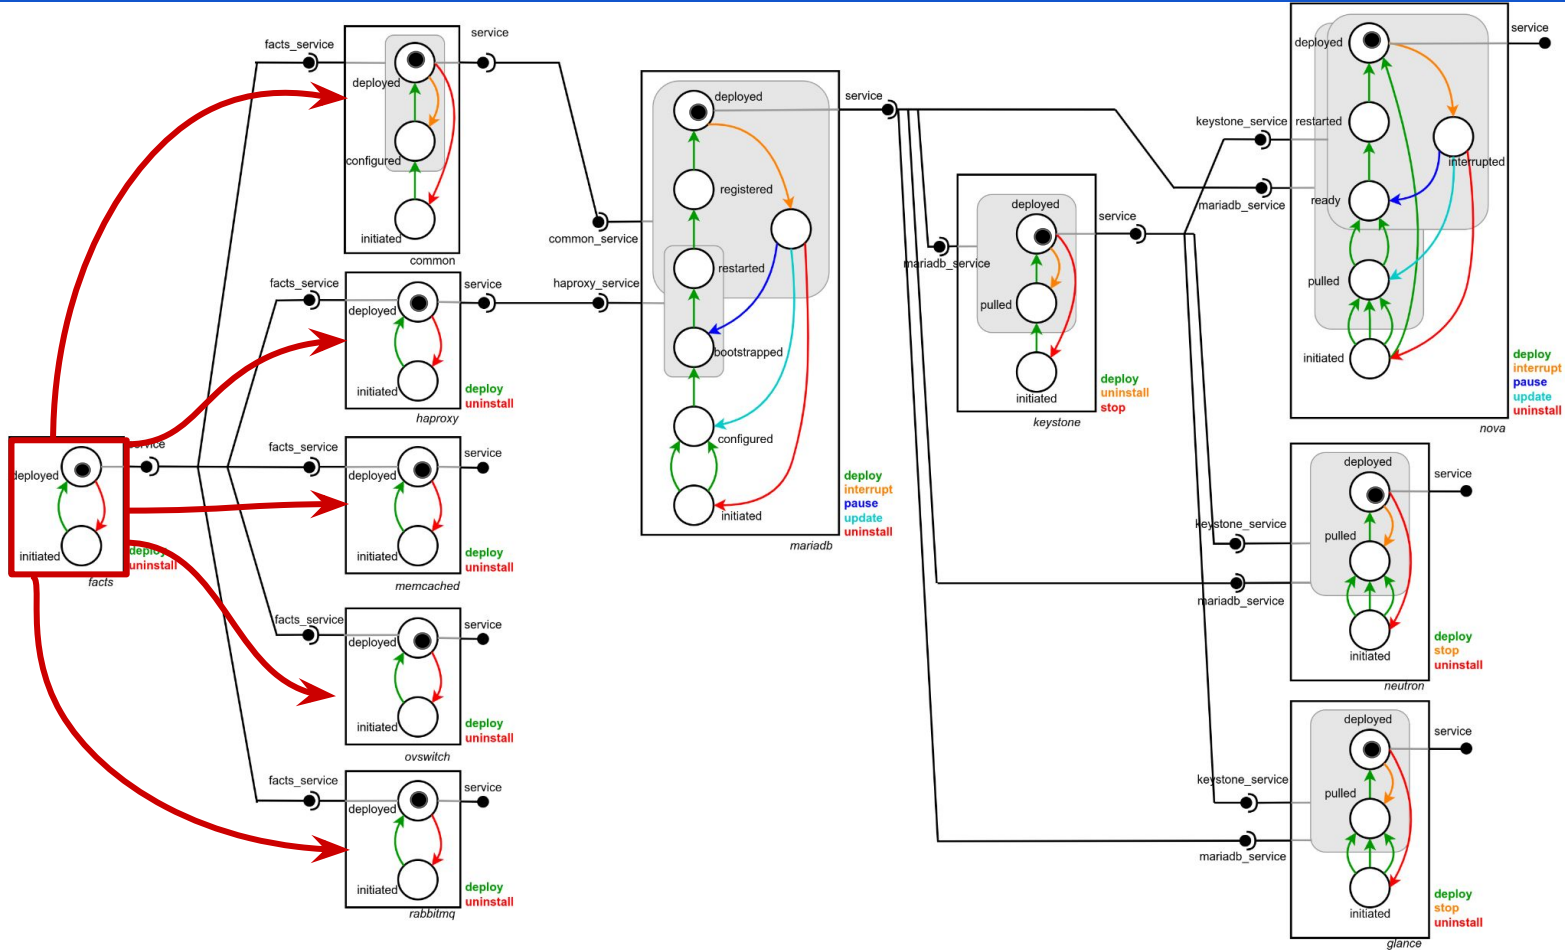 facts_service
service
deployed
configured
initiated
common
facts_service
service
deployed
initiated
deploy
uninstall
haproxy
service
deployed
initiated
deploy
uninstall
facts
facts_service
service
deployed
initiated
deploy
uninstall
memcached
facts_service
service
deployed
initiated
deploy
uninstall
ovswitch
facts_service
service
deployed
initiated
deploy
uninstall
rabbitmq
common_service
haproxy_service
deployed
service
registered
restarted
bootstrapped
configured
initiated
deploy
interrupt
pause
update
uninstall
mariadb
mariadb_service
deployed
service
pulled
initiated
deploy
uninstall
stop
keystone
keystone_service
mariadb_service
deployed
service
restarted
interrupted
ready
pulled
initiated
deploy
interrupt
pause
update
uninstall
nova
keystone_service
mariadb_service
deployed
service
pulled
initiated
deploy
stop
uninstall
neutron
keystone_service
mariadb_service
deployed
service
pulled
initiated
deploy
stop
uninstall
glance